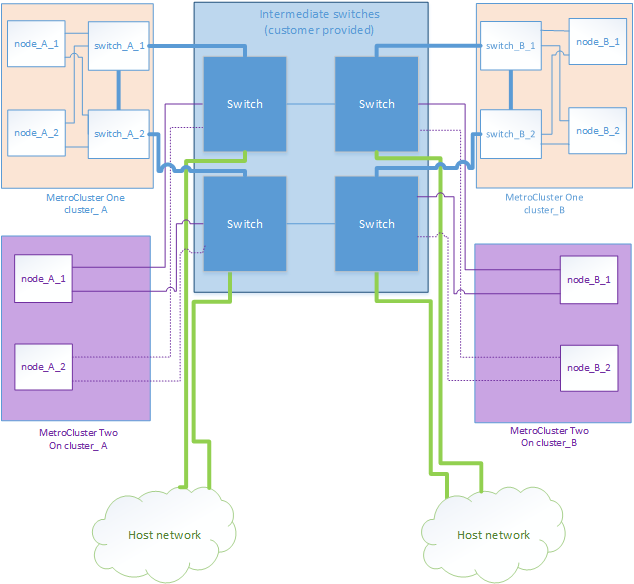 Intermediate switches
(customer provided)
node_A_1
switch_A_1
node_A_2
switch_A_2
MetroCluster One
cluster_ A
Switch
Switch
Switch
Switch
switch_B_1
node_B_1
switch_B_2
node_B_2
MetroCluster One
cluster_B
node_A_1
node_A_2
MetroCluster Two
On cluster_ A
node_B_1
node_B_2
MetroCluster Two
On cluster_B
Host network
Host network